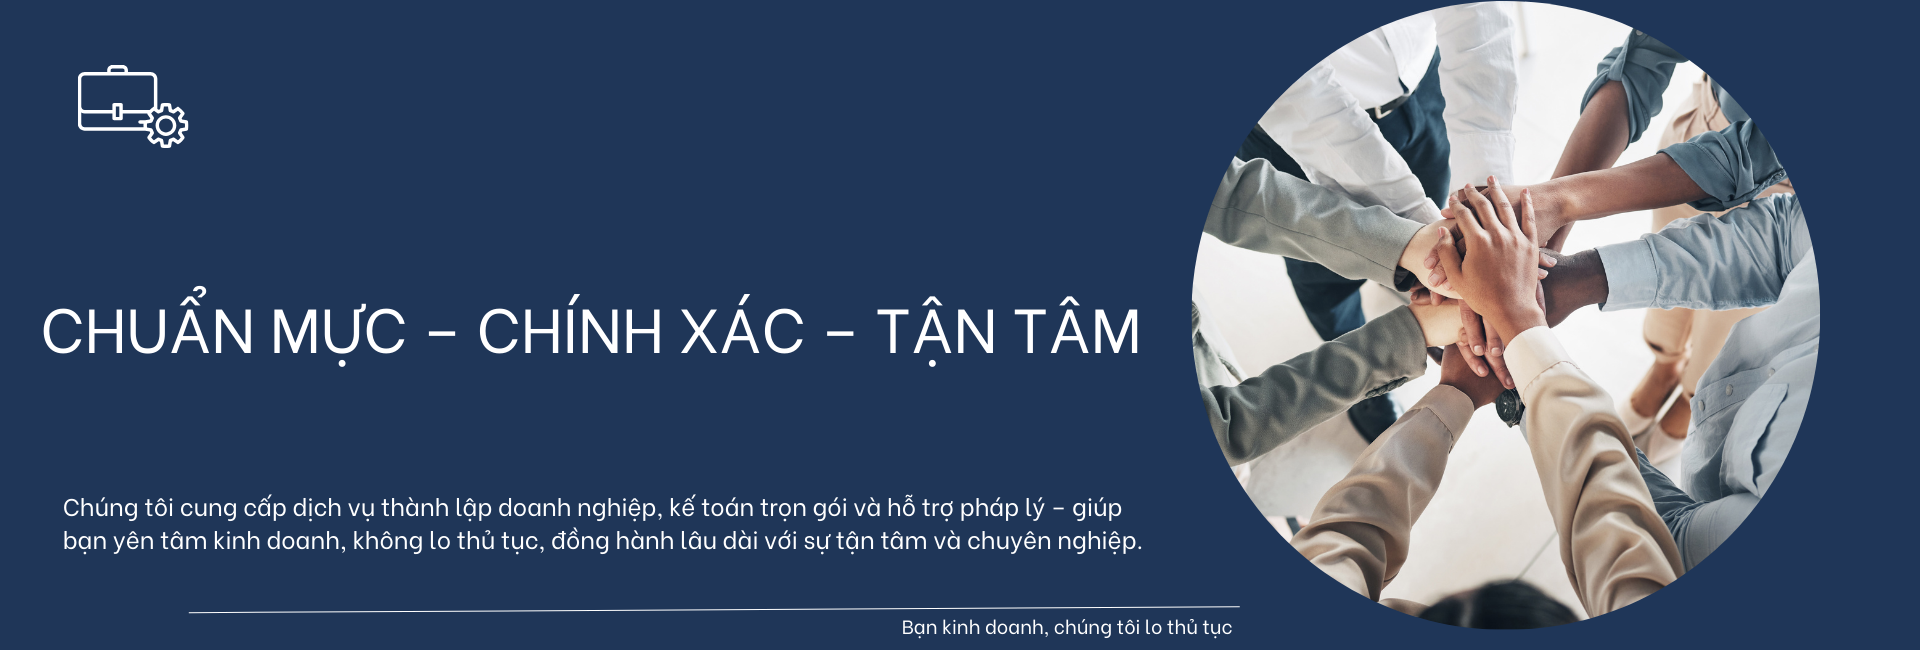 CHUẨN MỰC – CHÍNH XÁC – TẬN TÂM
Chúng tôi cung cấp dịch vụ thành lập doanh nghiệp, kế toán trọn gói và hỗ trợ pháp lý – giúp
bạn yên tâm kinh doanh, không lo thủ tục, đồng hành lâu dài với sự tận tâm và chuyên nghiệp.
Bạn kinh doanh, chúng tôi lo thủ tục